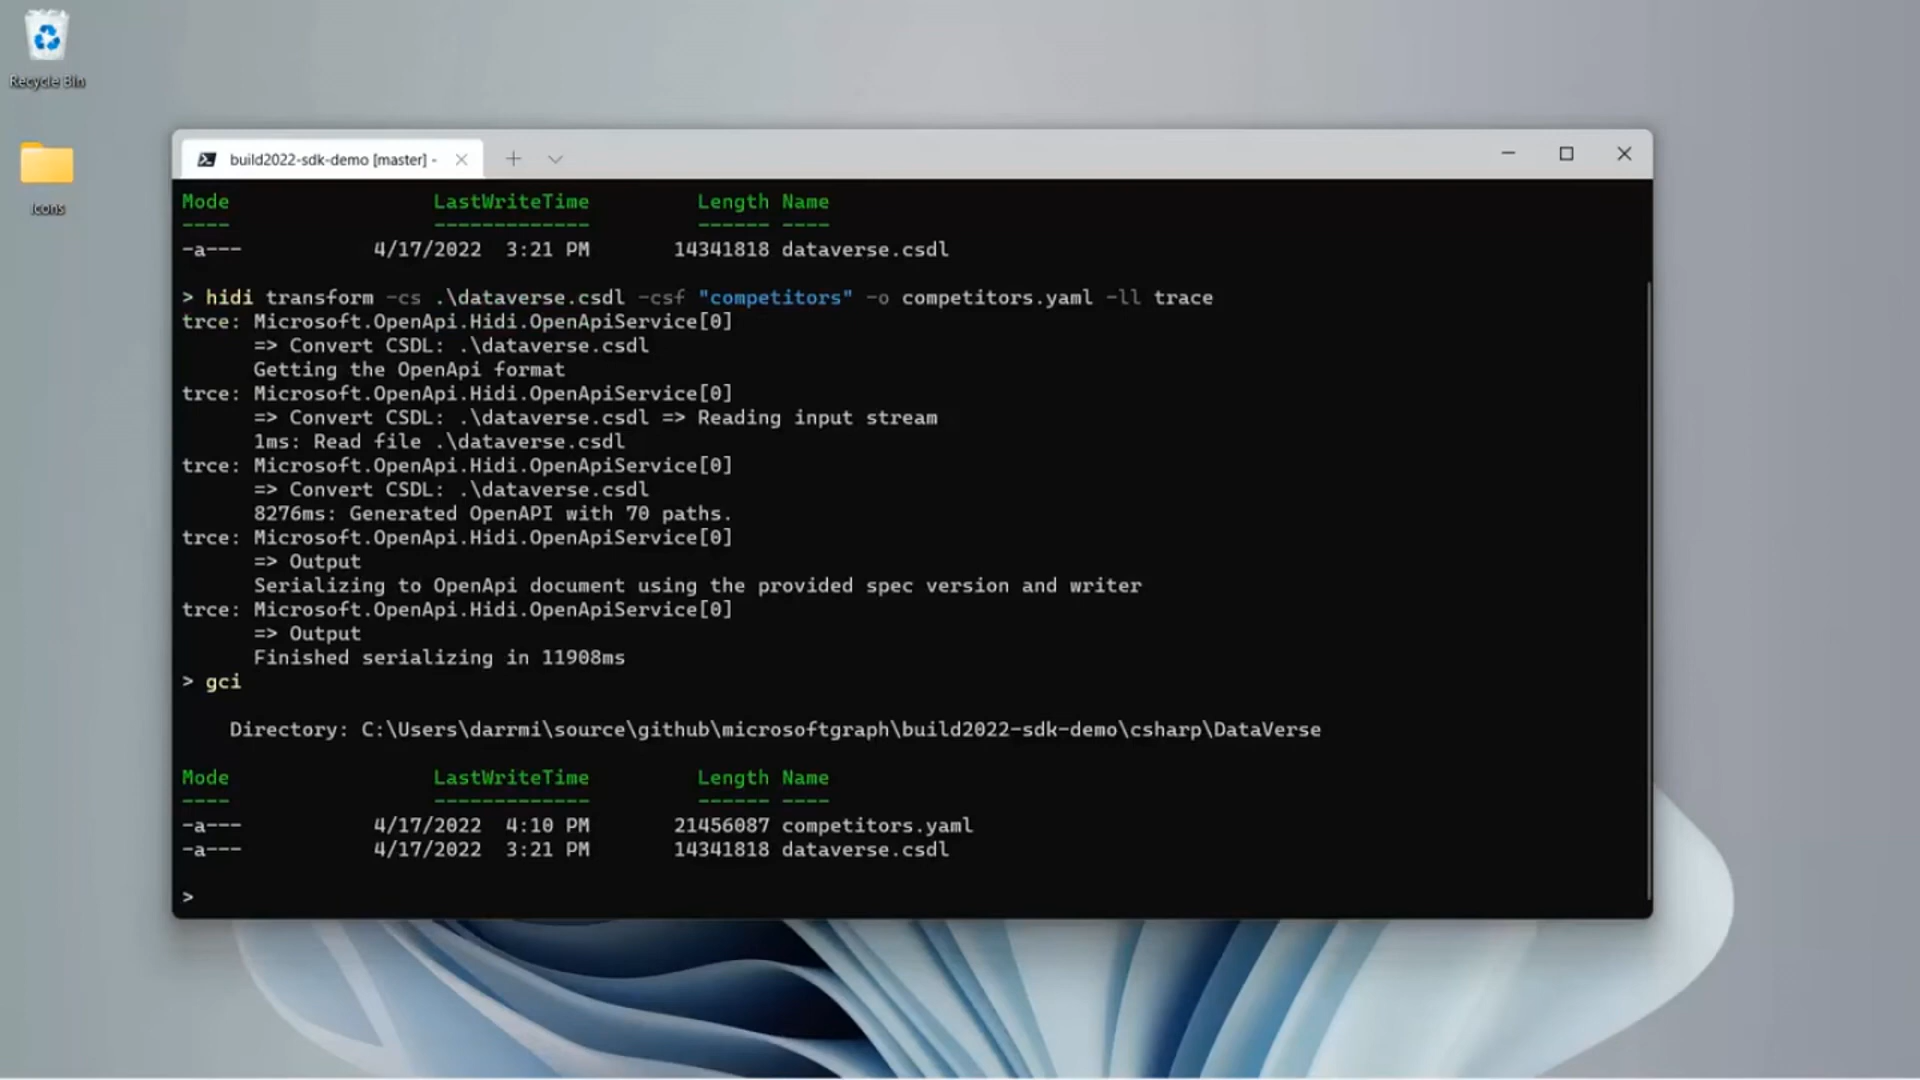 Recycle Bin
Icons
build2022-sdk-demo [master] -
Mode                 LastWriteTime         Length Name
----                 -------------         ------ ----
-a---           4/17/2022  3:21 PM       14341818 dataverse.csdl
> hidi transform -cs .\dataverse.csdl -csf "competitors" -o competitors.yaml -ll trace
trce: Microsoft.OpenApi.Hidi.OpenApiService[0]
      => Convert CSDL: .\dataverse.csdl
      Getting the OpenApi format
trce: Microsoft.OpenApi.Hidi.OpenApiService[0]
      => Convert CSDL: .\dataverse.csdl => Reading input stream
      1ms: Read file .\dataverse.csdl
trce: Microsoft.OpenApi.Hidi.OpenApiService[0]
      => Convert CSDL: .\dataverse.csdl
      8276ms: Generated OpenAPI with 70 paths.
trce: Microsoft.OpenApi.Hidi.OpenApiService[0]
      => Output
      Serializing to OpenApi document using the provided spec version and writer
trce: Microsoft.OpenApi.Hidi.OpenApiService[0]
      => Output
      Finished serializing in 11908ms
> gci
    Directory: C:\Users\darrmi\source\github\microsoftgraph\build2022-sdk-demo\csharp\DataVerse
Mode                 LastWriteTime         Length Name
----                 -------------         ------ ----
-a---           4/17/2022  4:10 PM       21456087 competitors.yaml
-a---           4/17/2022  3:21 PM       14341818 dataverse.csdl
>